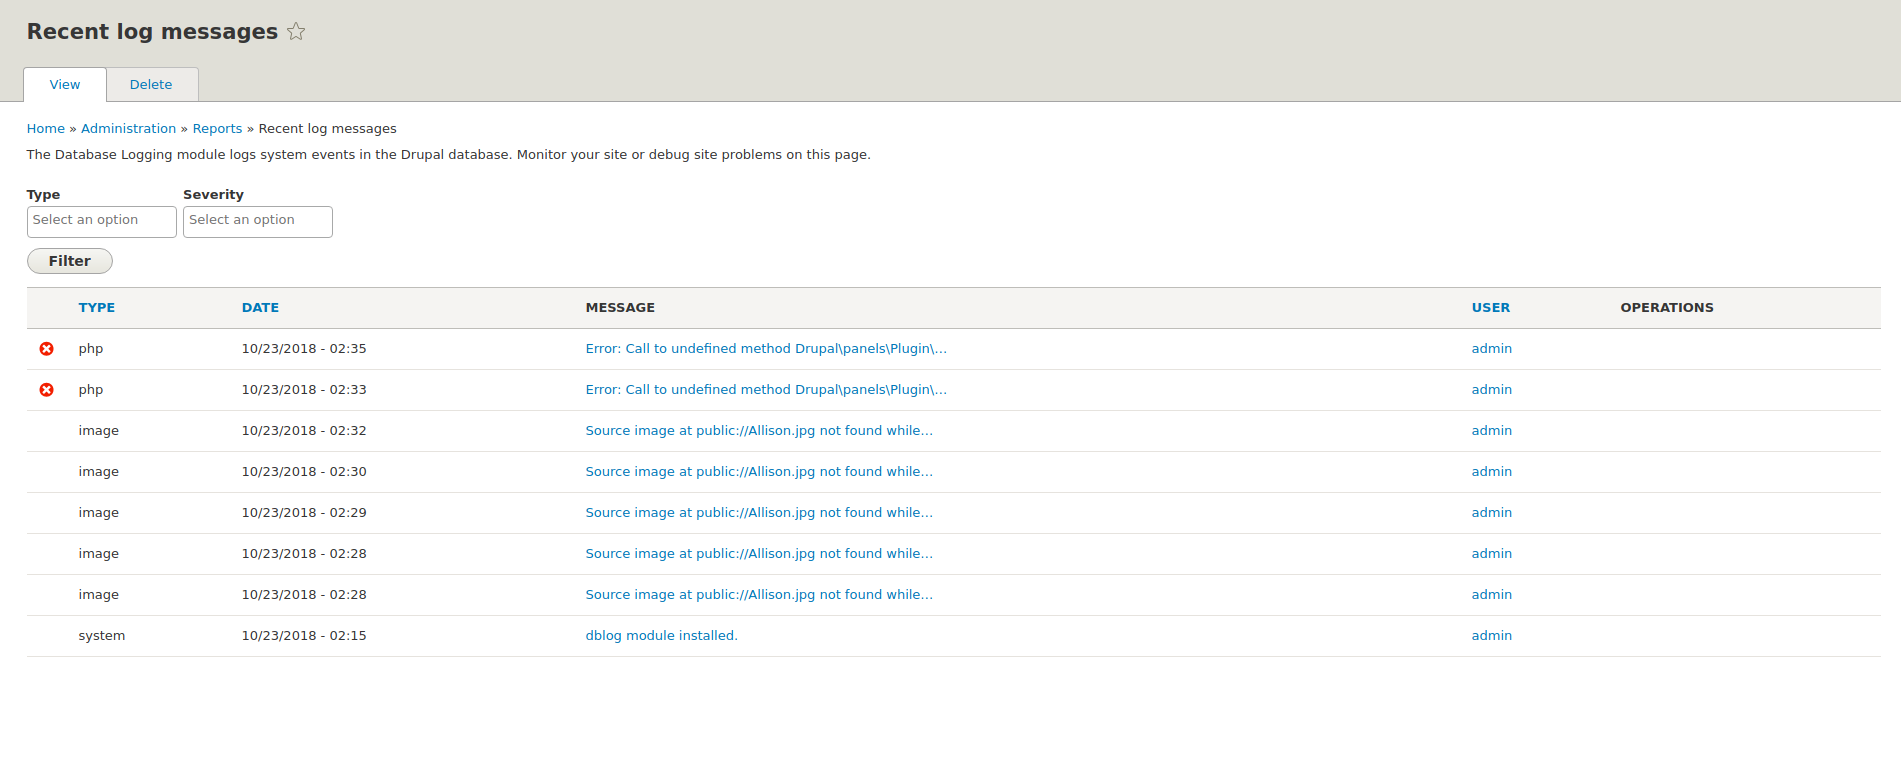 Recent log messages
View Delete
Home » Administration » Reports » Recent log messages
The Database Logging module logs system events in the Drupal database. Monitor your site or debug site problems on this page.
Type Severity
Select an option Select an option
Filter
TYPE DATE MESSAGE USER OPERATIONS
php 10/23/2018 - 02:35 Error: Call to undefined method Drupal\panels\Plugin\… admin
php 10/23/2018 - 02:33 Error: Call to undefined method Drupal\panels\Plugin\… admin
image 10/23/2018 - 02:32 Source image at public://Allison.jpg not found while… admin
image 10/23/2018 - 02:30 Source image at public://Allison.jpg not found while… admin
image 10/23/2018 - 02:29 Source image at public://Allison.jpg not found while… admin
image 10/23/2018 - 02:28 Source image at public://Allison.jpg not found while… admin
image 10/23/2018 - 02:28 Source image at public://Allison.jpg not found while… admin
system 10/23/2018 - 02:15 dblog module installed. admin